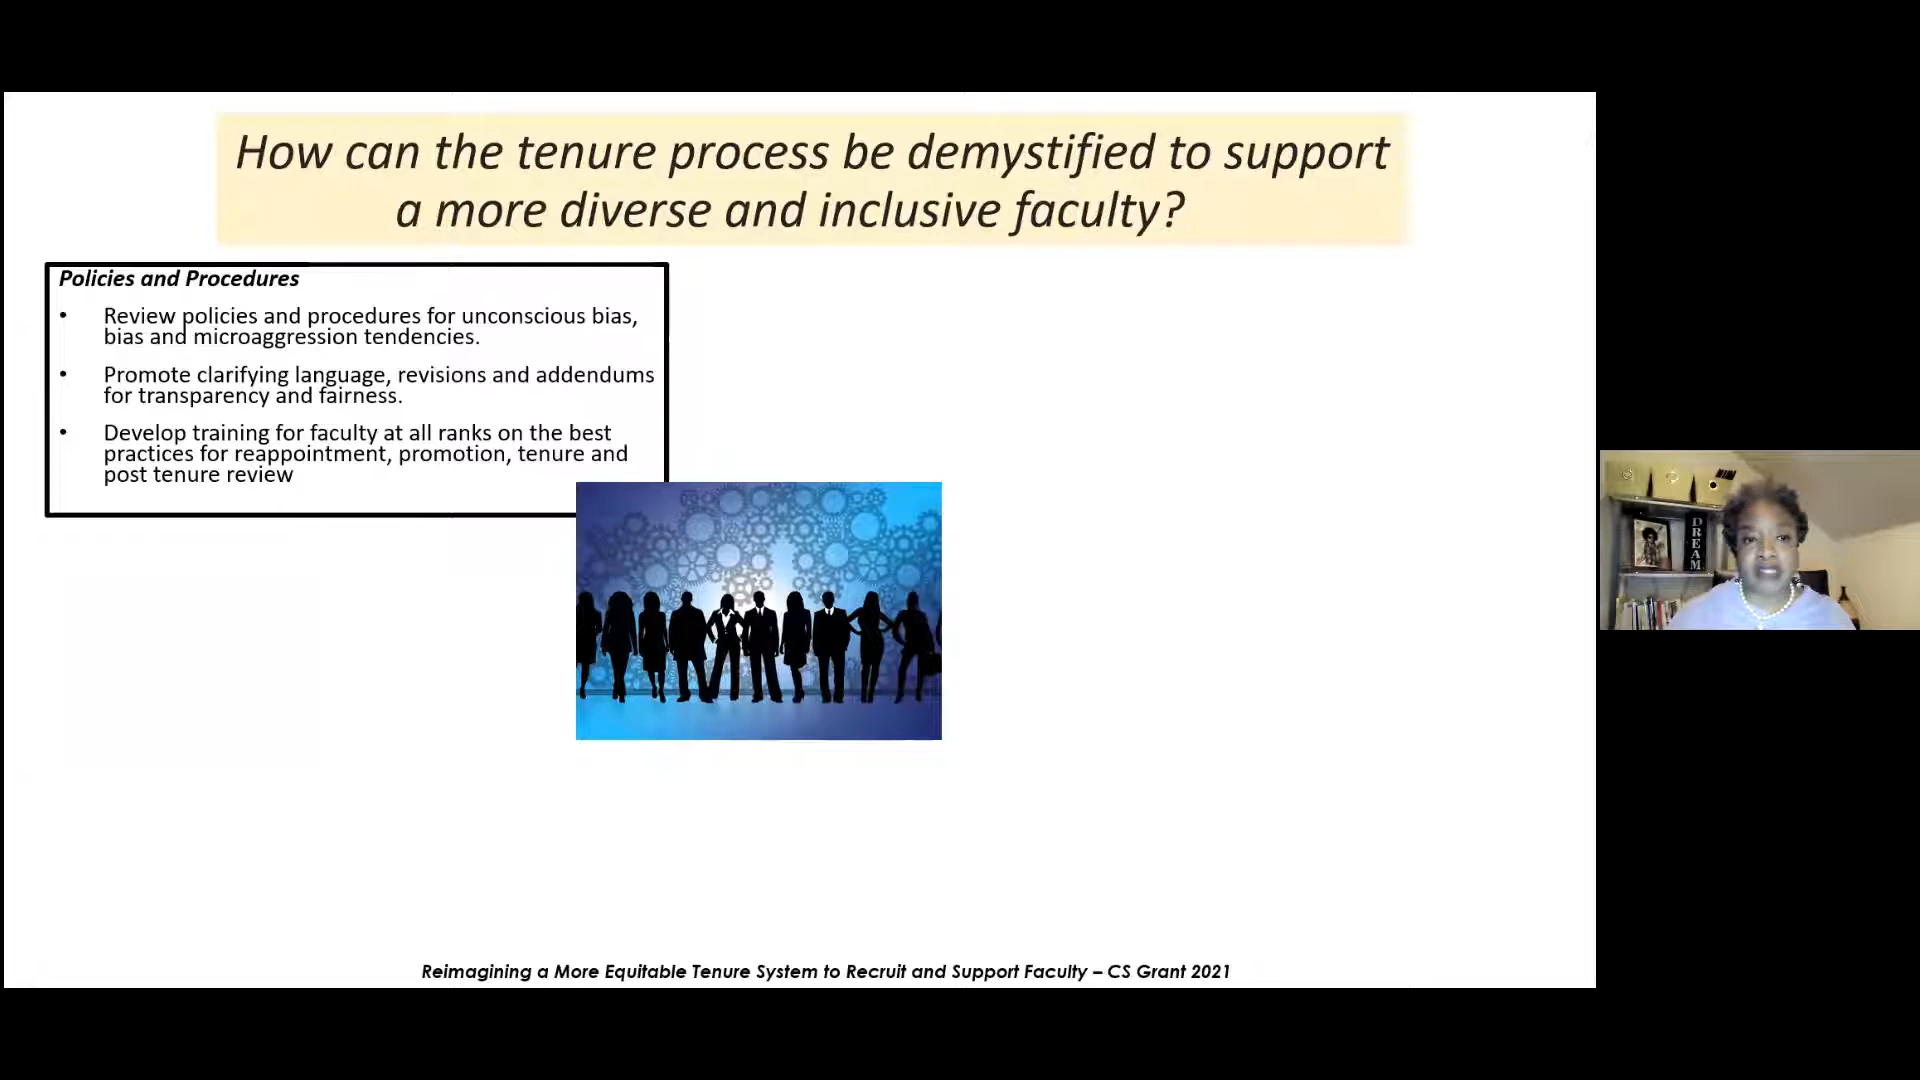 How can the tenure process be demystified to support
a more diverse and inclusive faculty?
Policies and Procedures
• Review policies and procedures for unconscious bias,
bias and microaggression tendencies.
• Promote clarifying language, revisions and addendums
for transparency and fairness.
• Develop training for faculty at all ranks on the best
practices for reappointment, promotion, tenure and
post tenure review
DREAM
Reimagining a More Equitable Tenure System to Recruit and Support Faculty – CS Grant 2021